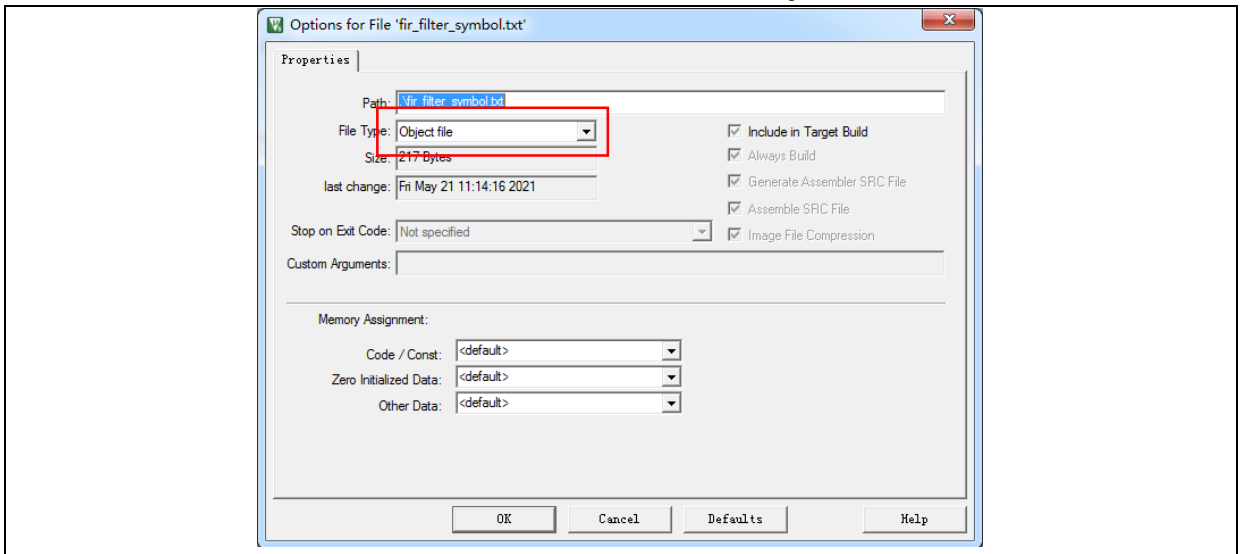 Options for File 'fir_filter_symbol.txt'
Properties
Path: .\fir_filter_symbol.txt
File Type: Object file
Include in Target Build
Size: 217 Bytes
Always Build
last change: Fri May 21 11:14:16 2021
Generate Assembler SRC File
Assemble SRC File
Stop on Exit Code: Not specified
Image File Compression
Custom Arguments:
Memory Assignment:
Code / Const: <default>
Zero Initialized Data: <default>
Other Data: <default>
OK Cancel Defaults Help